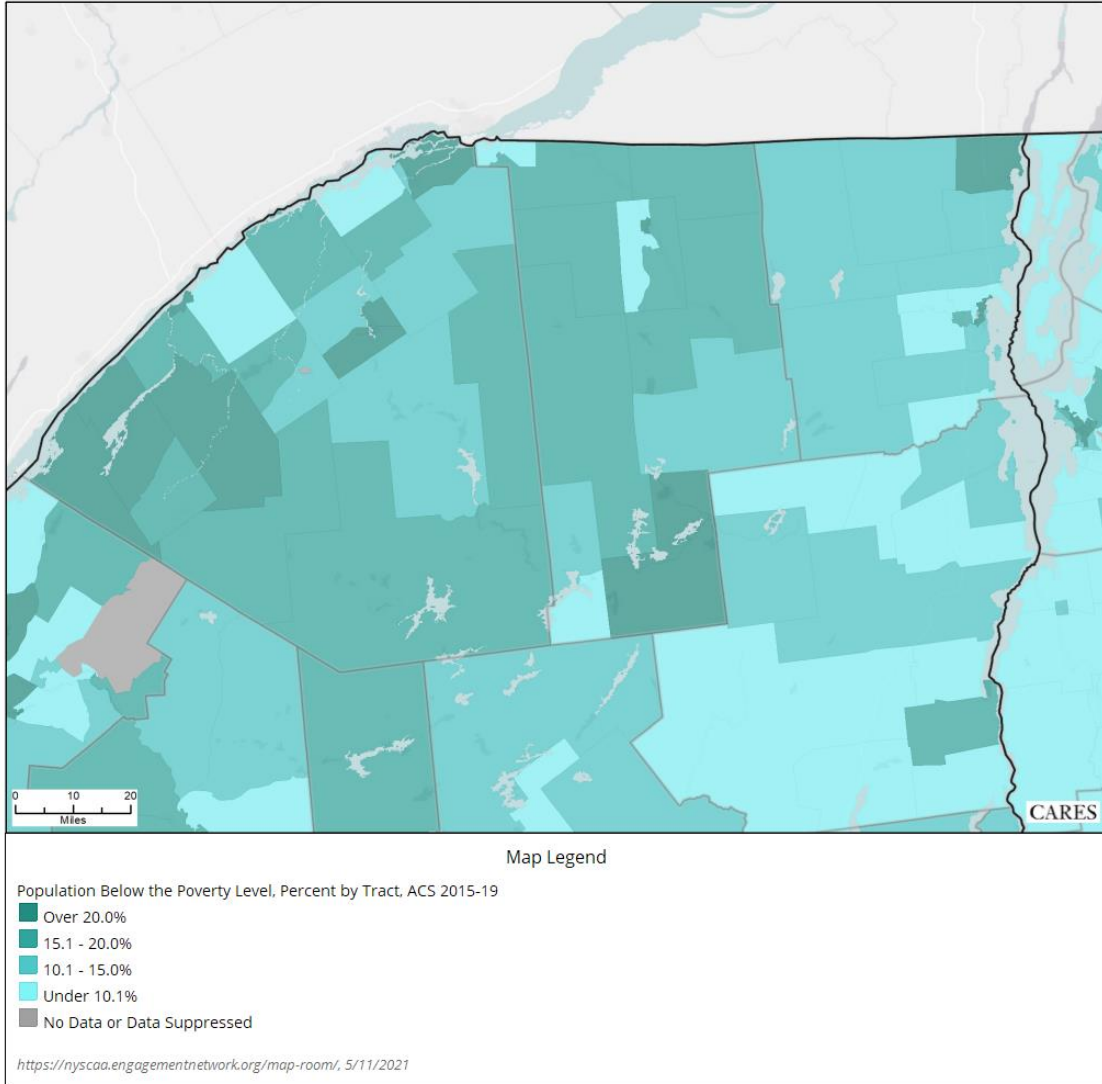 0 10 20
Miles
CARES
Map Legend
Population Below the Poverty Level, Percent by Tract, ACS 2015-19
Over 20.0%
15.1 - 20.0%
10.1 - 15.0%
Under 10.1%
No Data or Data Suppressed
https://nyscaa.engagementnetwork.org/map-room/, 5/11/2021